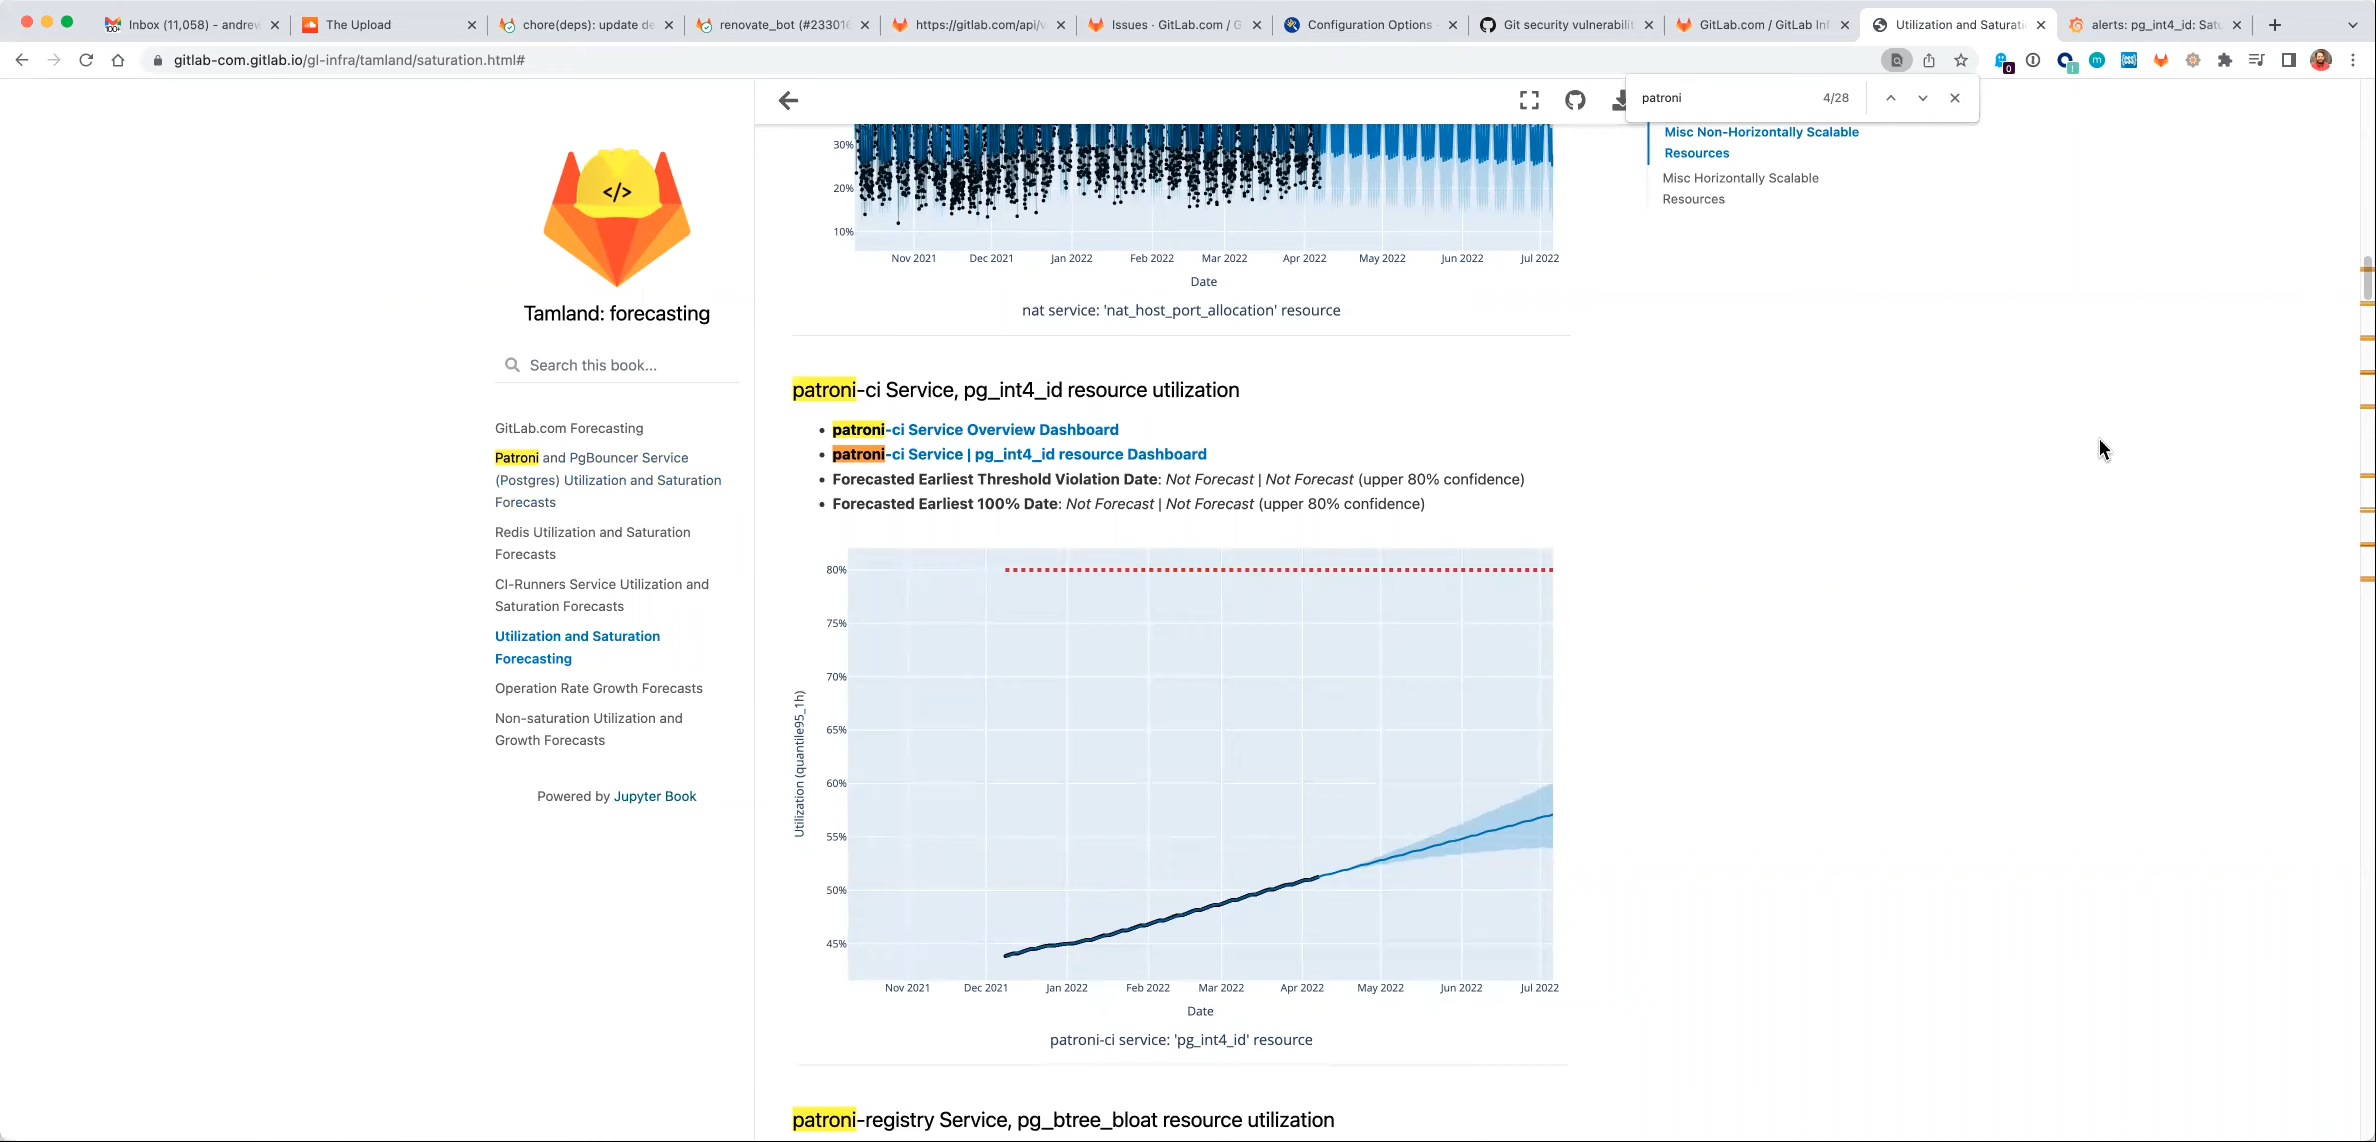 Inbox (11,058) - andrew
The Upload
chore(deps): update de
renovate_bot (#23301
https://gitlab.com/api/v
Issues · GitLab.com / G
Configuration Options
Git security vulnerabilit
GitLab.com / GitLab Inf
Utilization and Saturati
alerts: pg_int4_id: Satu
gitlab-com.gitlab.io/gl-infra/tamland/saturation.html#
patroni
4/28
</>
Tamland: forecasting
Search this book...
GitLab.com Forecasting
Patroni and PgBouncer Service
(Postgres) Utilization and Saturation
Forecasts
Redis Utilization and Saturation
Forecasts
CI-Runners Service Utilization and
Saturation Forecasts
Utilization and Saturation
Forecasting
Operation Rate Growth Forecasts
Non-saturation Utilization and
Growth Forecasts
Powered by Jupyter Book
30%
20%
10%
Nov 2021 Dec 2021 Jan 2022 Feb 2022 Mar 2022 Apr 2022 May 2022 Jun 2022 Jul 2022
Date
nat service: 'nat_host_port_allocation' resource
patroni-ci Service, pg_int4_id resource utilization
• patroni-ci Service Overview Dashboard
• patroni-ci Service | pg_int4_id resource Dashboard
• Forecasted Earliest Threshold Violation Date: Not Forecast | Not Forecast (upper 80% confidence)
• Forecasted Earliest 100% Date: Not Forecast | Not Forecast (upper 80% confidence)
80%
75%
70%
65%
60%
55%
50%
45%
Utilization (quantile95_1h)
Nov 2021 Dec 2021 Jan 2022 Feb 2022 Mar 2022 Apr 2022 May 2022 Jun 2022 Jul 2022
Date
patroni-ci service: 'pg_int4_id' resource
patroni-registry Service, pg_btree_bloat resource utilization
Misc Non-Horizontally Scalable
Resources
Misc Horizontally Scalable
Resources